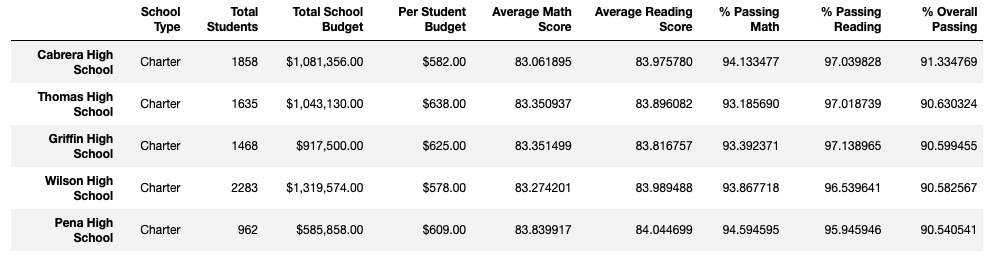 School Type Total Students Total School Budget Per Student Budget Average Math Score Average Reading Score % Passing Math % Passing Reading % Overall Passing
Cabrera High School Charter 1858 $1,081,356.00 $582.00 83.061895 83.975780 94.133477 97.039828 91.334769
Thomas High School Charter 1635 $1,043,130.00 $638.00 83.350937 83.896082 93.185690 97.018739 90.630324
Griffin High School Charter 1468 $917,500.00 $625.00 83.351499 83.816757 93.392371 97.138965 90.599455
Wilson High School Charter 2283 $1,319,574.00 $578.00 83.274201 83.989488 93.867718 96.539641 90.582567
Pena High School Charter 962 $585,858.00 $609.00 83.839917 84.044699 94.594595 95.945946 90.540541